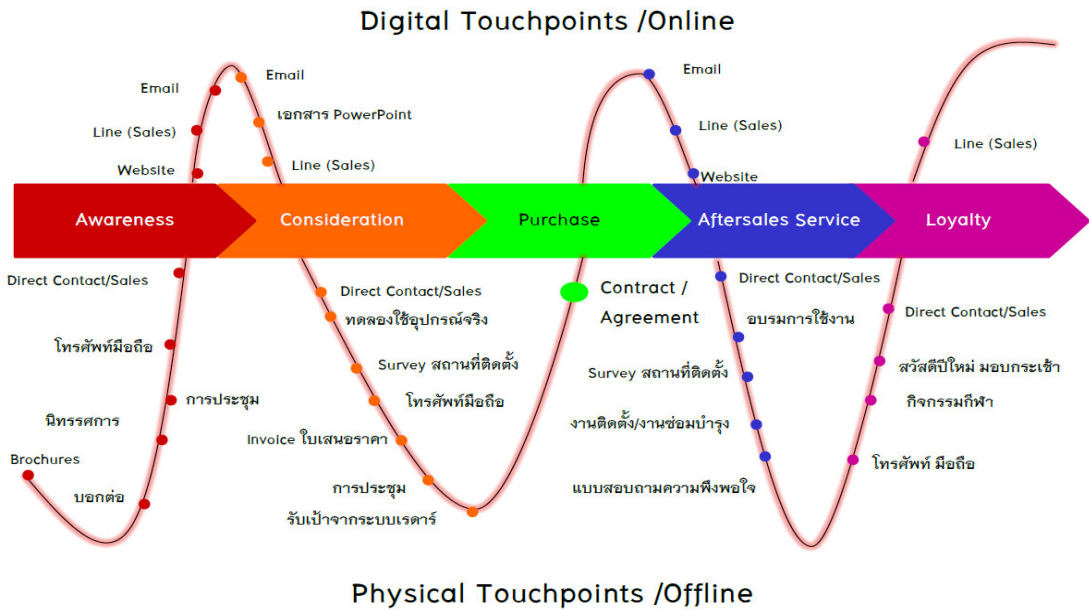 Digital Touchpoints /Online
Email
Line (Sales)
Website
Email
เอกสาร PowerPoint
Line (Sales)
Email
Line (Sales)
Website
Line (Sales)
Awareness
Consideration
Purchase
Aftersales Service
Loyalty
Direct Contact/Sales
โทรศัพท์มือถือ
การประชุม
นิทรรศการ
Brochures
บอกต่อ
Direct Contact/Sales
ทดลองใช้อุปกรณ์จริง
Survey สถานที่ติดตั้ง
โทรศัพท์มือถือ
Invoice ใบเสนอราคา
การประชุม
รับเป้าจากระบบเรดาร์
Contract /
Agreement
Direct Contact/Sales
อบรมการใช้งาน
Survey สถานที่ติดตั้ง
งานติดตั้ง/งานซ่อมบำรุง
แบบสอบถามความพึงพอใจ
Direct Contact/Sales
สวัสดีปีใหม่ มอบกระเช้า
กิจกรรมกีฬา
โทรศัพท์ มือถือ
Physical Touchpoints /Offline